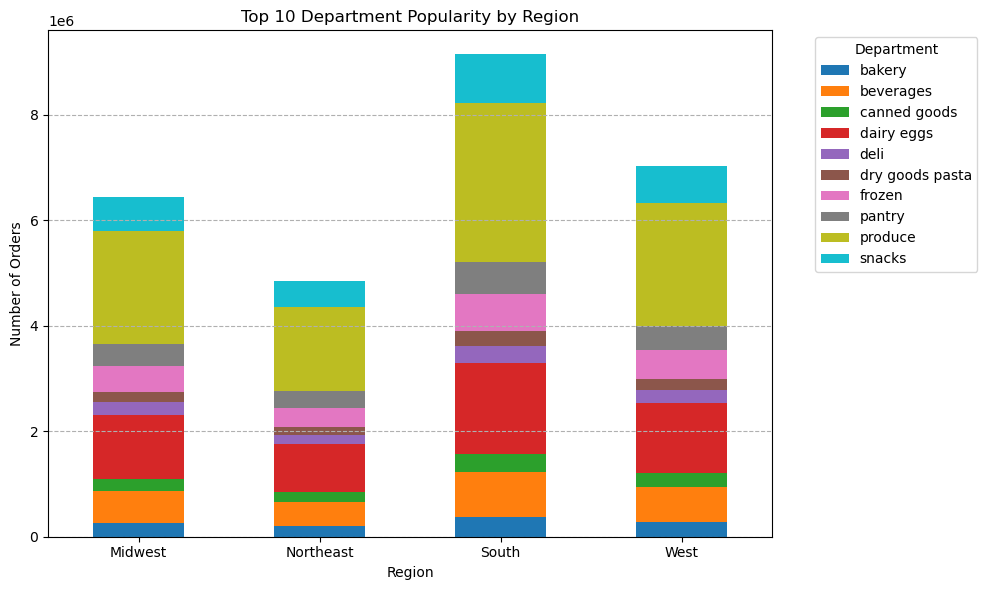 Top 10 Department Popularity by Region
1e6
8
6
4
2
0
Number of Orders
Midwest
Northeast
South
West
Region
Department
bakery
beverages
canned goods
dairy eggs
deli
dry goods pasta
frozen
pantry
produce
snacks